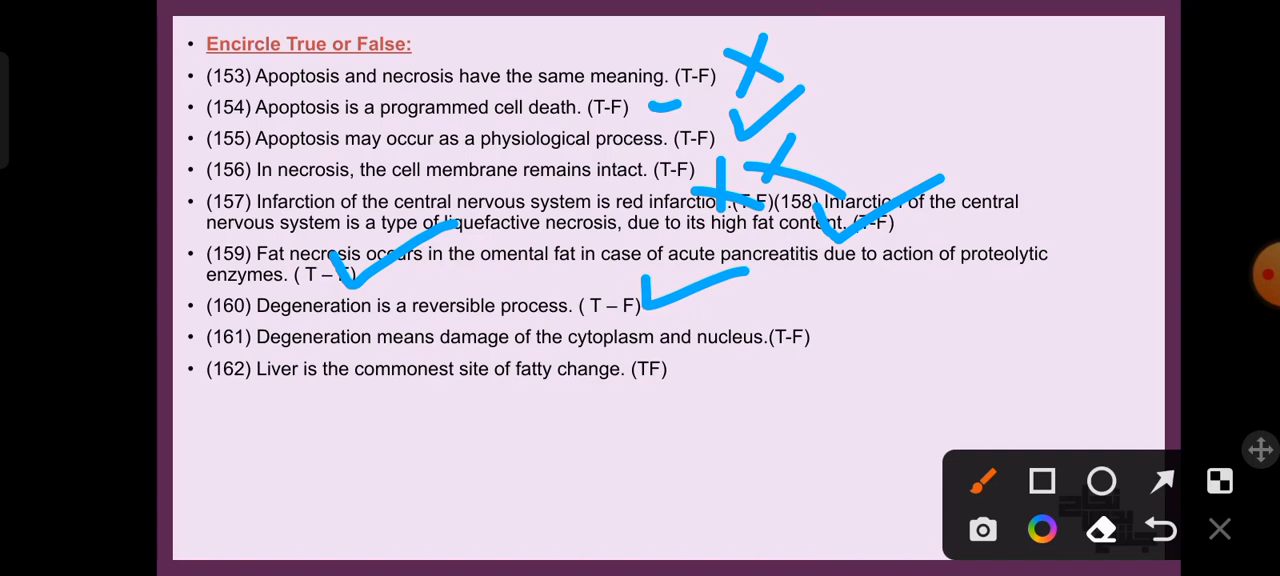 Encircle True or False:
(153) Apoptosis and necrosis have the same meaning. (T-F)
(154) Apoptosis is a programmed cell death. (T-F)
(155) Apoptosis may occur as a physiological process. (T-F)
(156) In necrosis, the cell membrane remains intact. (T-F)
(157) Infarction of the central nervous system is red infarction.(T-F)(158) Infarction of the central
nervous system is a type of liquefactive necrosis, due to its high fat content. (T-F)
(159) Fat necrosis occurs in the omental fat in case of acute pancreatitis due to action of proteolytic
enzymes. ( T – F)
(160) Degeneration is a reversible process. ( T – F)
(161) Degeneration means damage of the cytoplasm and nucleus.(T-F)
(162) Liver is the commonest site of fatty change. (TF)